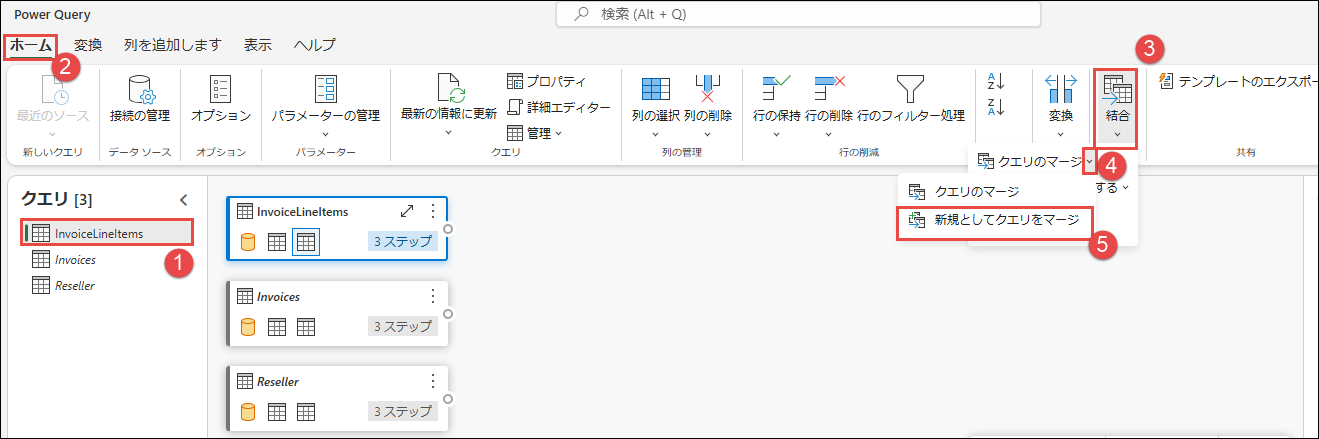 Power Query
検索 (Alt + Q)
ホーム 変換 列を追加します 表示 ヘルプ
2
3
最近のソース
接続の管理
オプション
パラメーターの管理
最新の情報に更新
プロパティ
詳細エディター
管理
列の選択
列の削除
行の保持
行の削除
行のフィルター処理
A
Z
Z
A
変換
結合
テンプレートのエクスポー
新しいクエリ
データ ソース
オプション
パラメーター
クエリ
列の管理
行の削減
共有
クエリのマージ
4
する
クエリのマージ
新規としてクエリをマージ
5
クエリ [3]
InvoiceLineItems
1
Invoices
Reseller
InvoiceLineItems
3 ステップ
Invoices
3 ステップ
Reseller
3 ステップ